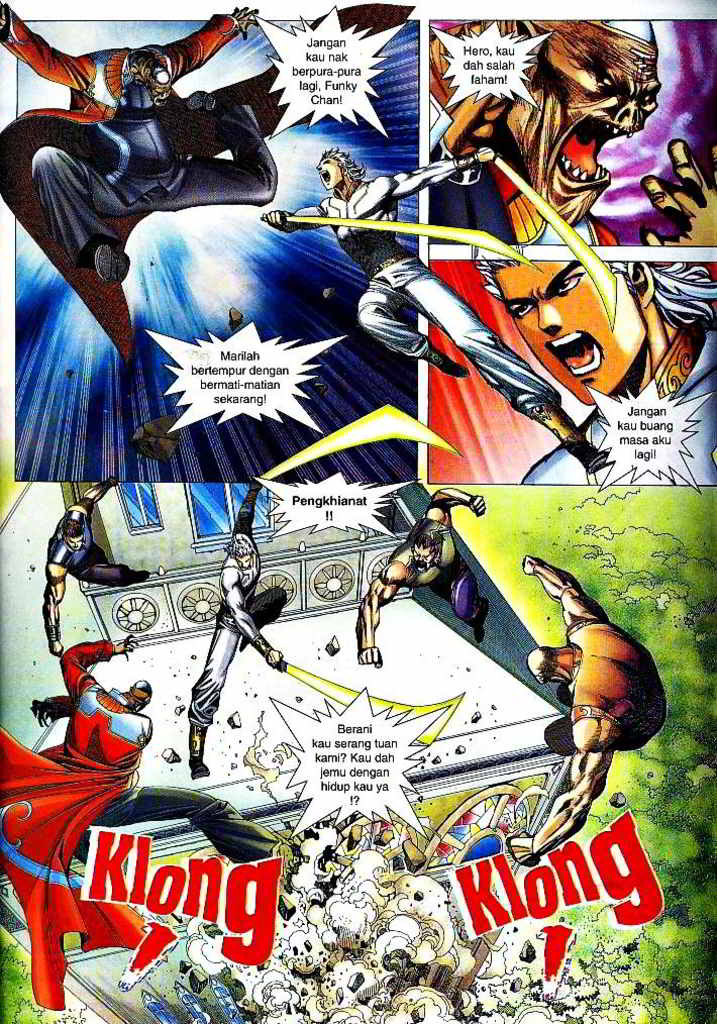 Jangan
kau nak
berpura-pura
lagi, Funky
Chan!
Hero, kau
dah salah
faham!
Marilah
bertempur dengan
bermati-matian
sekarang!
Jangan
kau buang
masa aku
lagi!
Pengkhianat
!!
Berani
kau serang tuan
kami? Kau dah
jemu dengan
hidup kau ya
!?
Klong
!
Klong
!